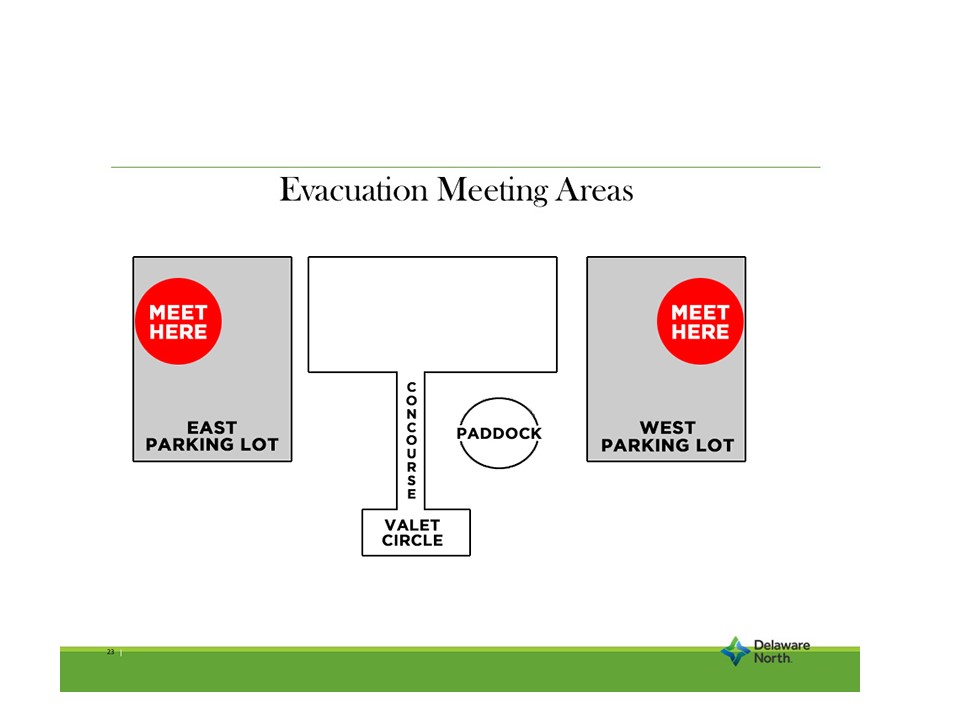 Evacuation Meeting Areas
MEET
HERE
EAST
PARKING LOT
C
O
N
C
O
U
R
S
E
PADDOCK
VALET
CIRCLE
MEET
HERE
WEST
PARKING LOT
23 |
Delaware
North